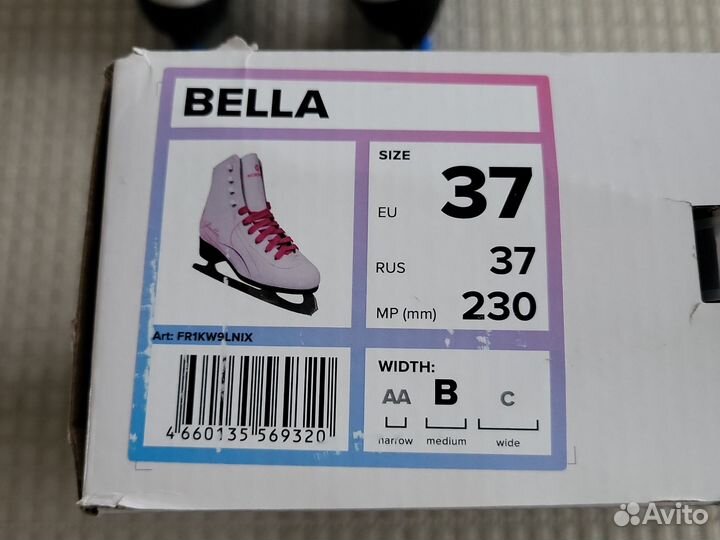 BELLA
SIZE
EU 37
RUS 37
MP (mm) 230
Art: FR1KW9LNIX
4 660135 569320
WIDTH:
AA B C
narrow medium wide
Avito